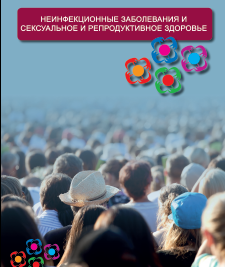 НЕИНФЕКЦИОННЫЕ ЗАБОЛЕВАНИЯ И
СЕКСУАЛЬНОЕ И РЕПРОДУКТИВНОЕ ЗДОРОВЬЕ